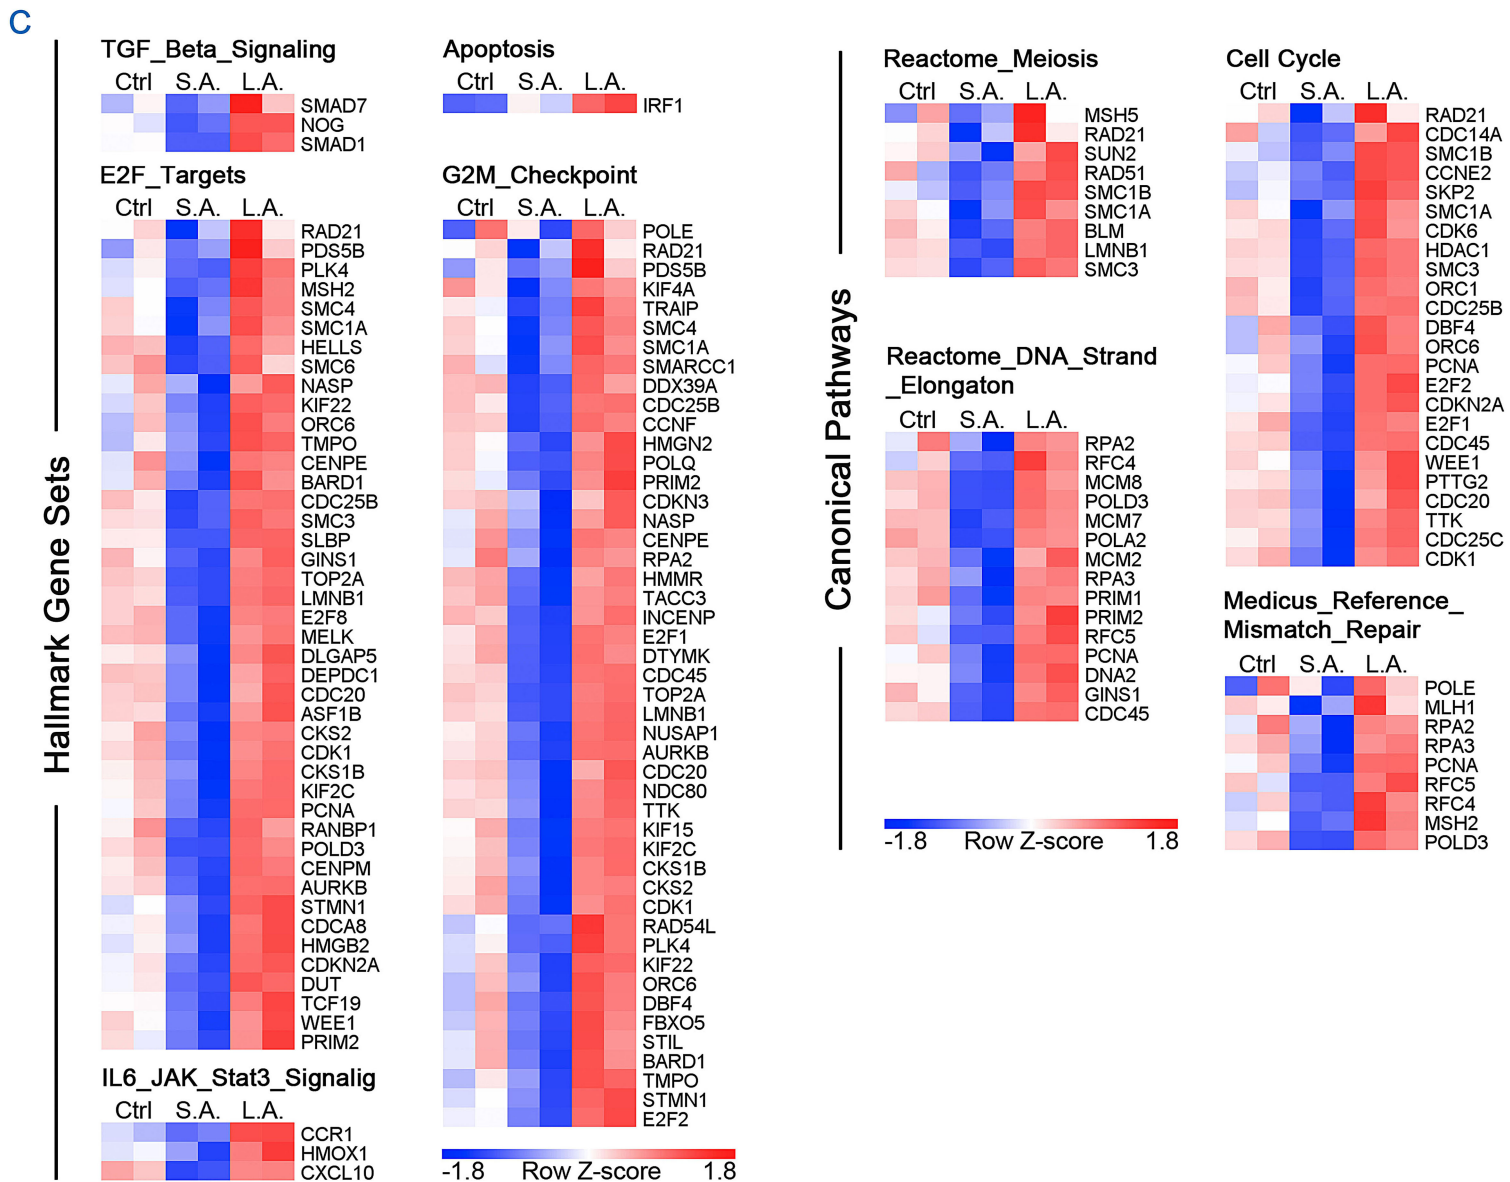 C
Hallmark Gene Sets
TGF_Beta_Signaling
Ctrl S.A. L.A.
SMAD7
NOG
SMAD1
E2F_Targets
Ctrl S.A. L.A.
RAD21
PDS5B
PLK4
MSH2
SMC4
SMC1A
HELLS
SMC6
NASP
KIF22
ORC6
TMPO
CENPE
BARD1
CDC25B
SMC3
SLBP
GINS1
TOP2A
LMNB1
E2F8
MELK
DLGAP5
DEPDC1
CDC20
ASF1B
CKS2
CDK1
CKS1B
KIF2C
PCNA
RANBP1
POLD3
CENPM
AURKB
STMN1
CDCA8
HMGB2
CDKN2A
DUT
TCF19
WEE1
PRIM2
IL6_JAK_Stat3_Signalig
Ctrl S.A. L.A.
CCR1
HMOX1
CXCL10
Apoptosis
Ctrl S.A. L.A.
IRF1
G2M_Checkpoint
Ctrl S.A. L.A.
POLE
RAD21
PDS5B
KIF4A
TRAIP
SMC4
SMC1A
SMARCC1
DDX39A
CDC25B
CCNF
HMGN2
POLQ
PRIM2
CDKN3
NASP
CENPE
RPA2
HMMR
TACC3
INCENP
E2F1
DTYMK
CDC45
TOP2A
LMNB1
NUSAP1
AURKB
CDC20
NDC80
TTK
KIF15
KIF2C
CKS1B
CKS2
CDK1
RAD54L
PLK4
KIF22
ORC6
DBF4
FBXO5
STIL
BARD1
TMPO
STMN1
E2F2
-1.8 Row Z-score 1.8
Canonical Pathways
Reactome_Meiosis
Ctrl S.A. L.A.
MSH5
RAD21
SUN2
RAD51
SMC1B
SMC1A
BLM
LMNB1
SMC3
Reactome_DNA_Strand
_Elongaton
Ctrl S.A. L.A.
RPA2
RFC4
MCM8
POLD3
MCM7
POLA2
MCM2
RPA3
PRIM1
PRIM2
RFC5
PCNA
DNA2
GINS1
CDC45
-1.8 Row Z-score 1.8
Cell Cycle
Ctrl S.A. L.A.
RAD21
CDC14A
SMC1B
CCNE2
SKP2
SMC1A
CDK6
HDAC1
SMC3
ORC1
CDC25B
DBF4
ORC6
PCNA
E2F2
CDKN2A
E2F1
CDC45
WEE1
PTTG2
CDC20
TTK
CDC25C
CDK1
Medicus_Reference_
Mismatch_Repair
Ctrl S.A. L.A.
POLE
MLH1
RPA2
RPA3
PCNA
RFC5
RFC4
MSH2
POLD3